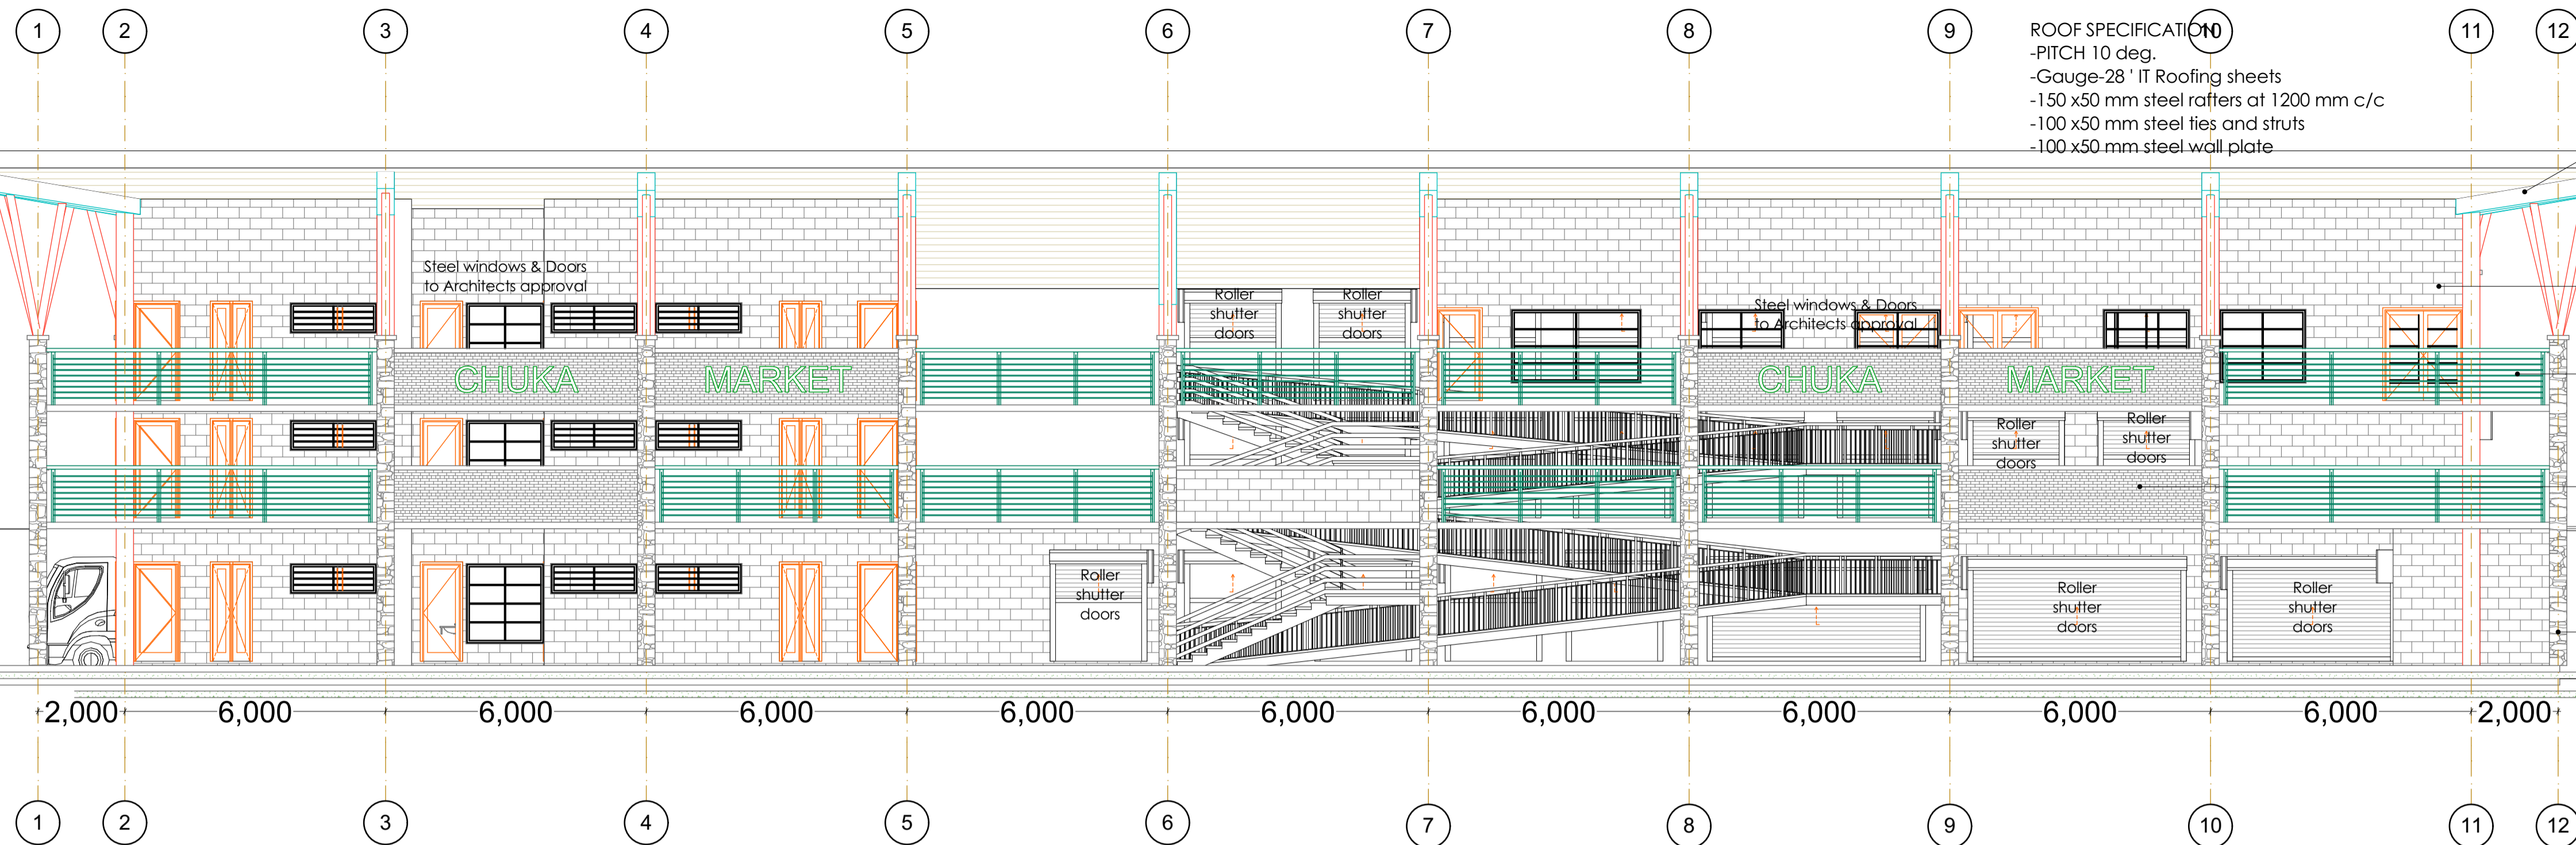 1 2 3 4 5 6 7 8 9 10 11 12
ROOF SPECIFICATION
-PITCH 10 deg.
-Gauge-28 ' IT Roofing sheets
-150 x50 mm steel rafters at 1200 mm c/c
-100 x50 mm steel ties and struts
-100 x50 mm steel wall plate
Steel windows & Doors
to Architects approval
Roller
shutter
doors
Roller
shutter
doors
Steel windows & Doors
to Architects approval
CHUKA MARKET
CHUKA MARKET
Roller
shutter
doors
Roller
shutter
doors
Roller
shutter
doors
Roller
shutter
doors
Roller
shutter
doors
2,000 6,000 6,000 6,000 6,000 6,000 6,000 6,000 6,000 6,000 2,000
1 2 3 4 5 6 7 8 9 10 11 12